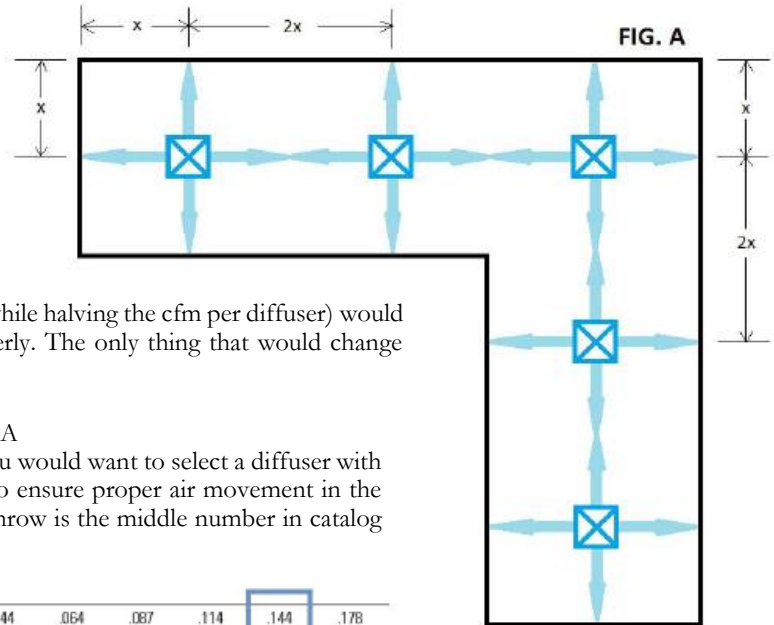 x
2x
FIG. A
x
x
2x
while halving the cfm per diffuser) would
erly. The only thing that would change
A
u would want to select a diffuser with
o ensure proper air movement in the
hrow is the middle number in catalog
44 .064 .087 .114 .144 .178